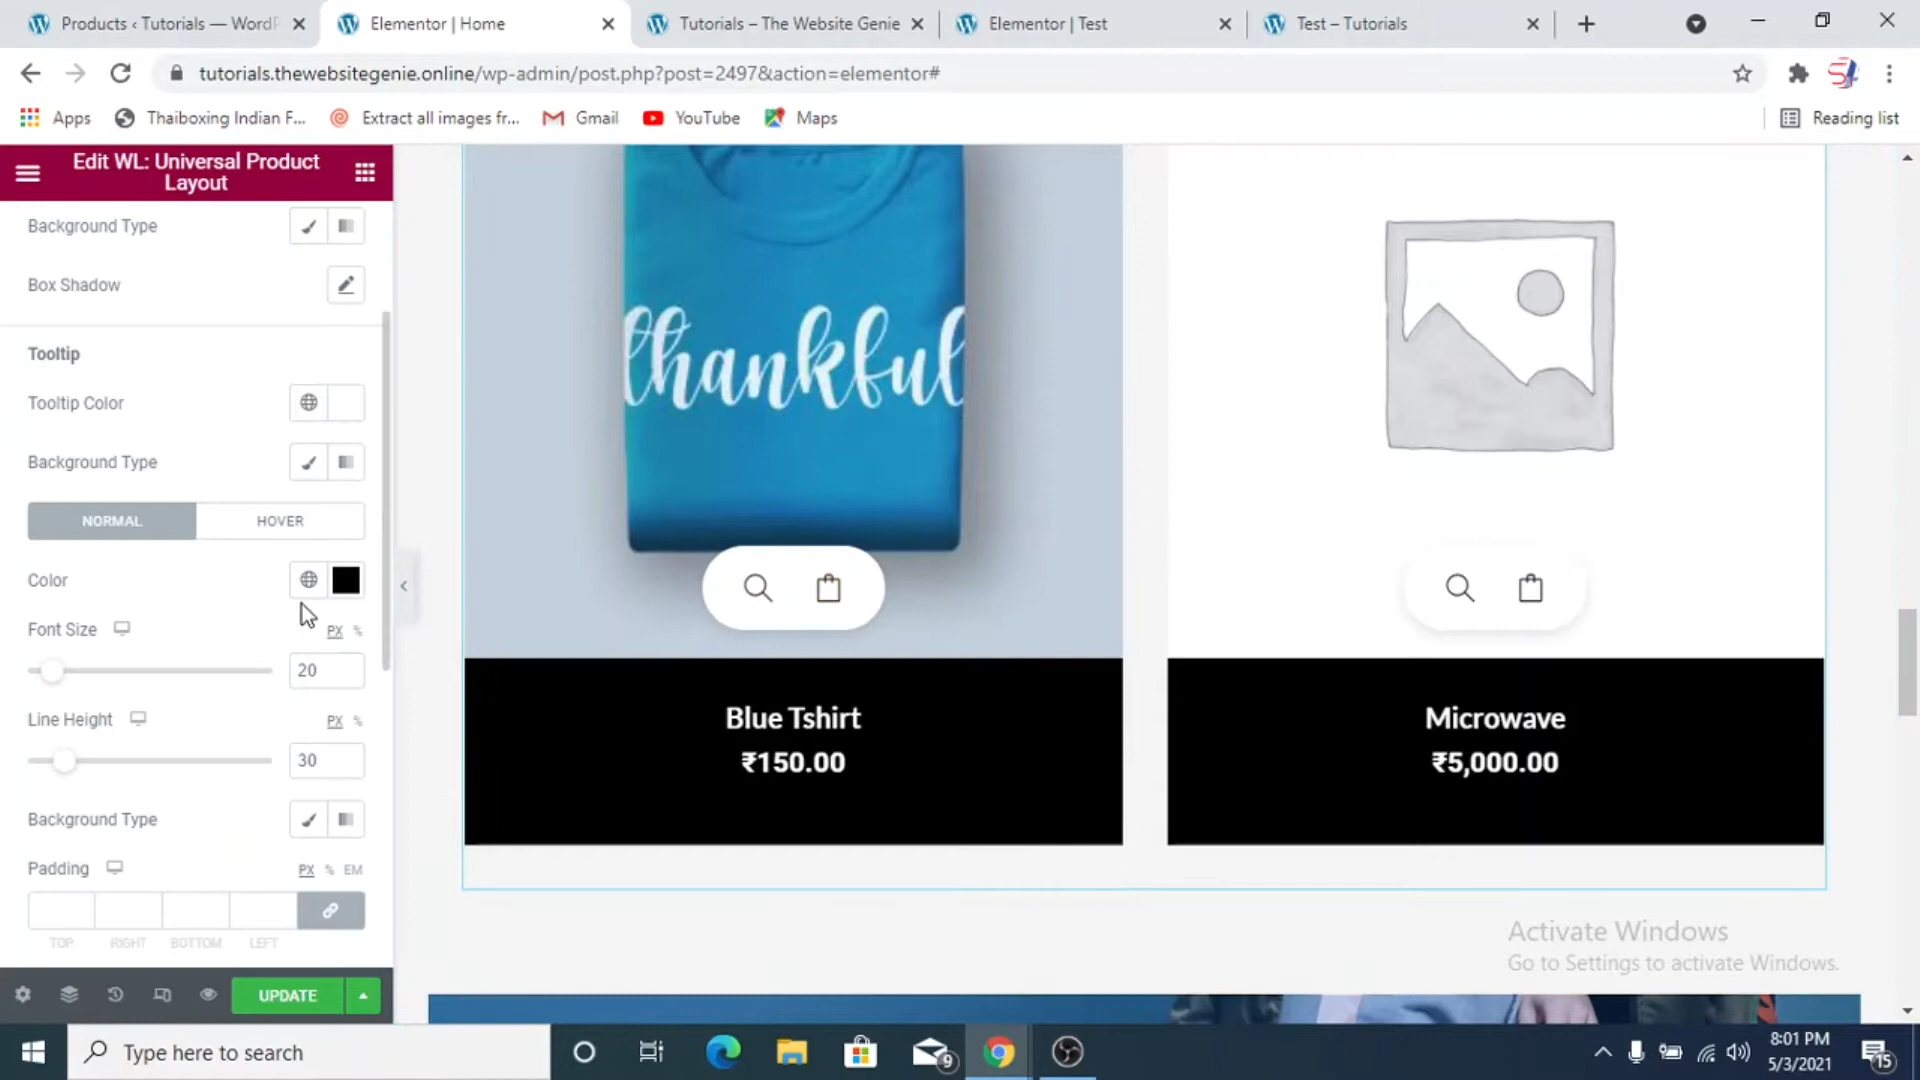 Products ‹ Tutorials — WordP
Elementor | Home
Tutorials – The Website Genie
Elementor | Test
Test – Tutorials
tutorials.thewebsitegenie.online/wp-admin/post.php?post=2497&action=elementor#
Apps
Thaiboxing Indian F...
Extract all images fr...
Gmail
YouTube
Maps
Reading list
Edit WL: Universal Product
Layout
Background Type
Box Shadow
Tooltip
Tooltip Color
Background Type
NORMAL
HOVER
Color
Font Size
PX %
20
Line Height
PX %
30
Background Type
Padding
PX % EM
TOP RIGHT BOTTOM LEFT
UPDATE
thankful
Blue Tshirt
₹150.00
Microwave
₹5,000.00
Activate Windows
Go to Settings to activate Windows.
Type here to search
9
8:01 PM
5/3/2021
15